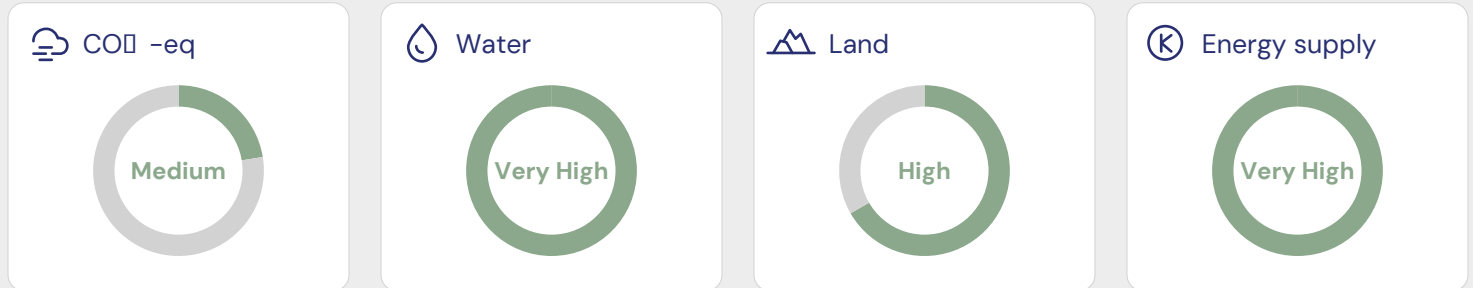 CO▯ -eq
Water
Land
Energy supply
Medium
Very High
High
Very High